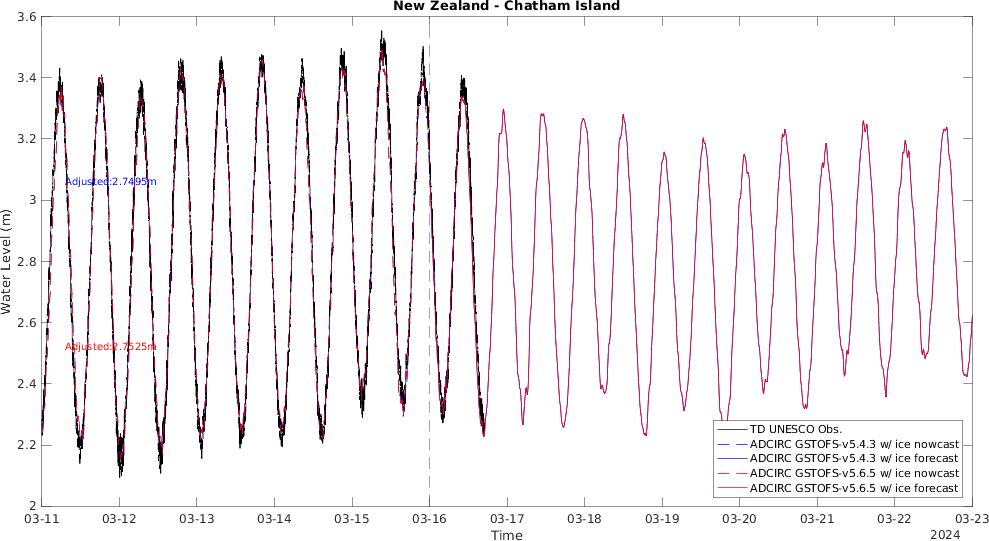 New Zealand - Chatham Island
3.6
3.4
3.2
3
2.8
2.6
2.4
2.2
2
Water Level (m)
Adjusted:2.7495m
Adjusted:2.7525m
TD UNESCO Obs.
ADCIRC GSTOFS-v5.4.3 w/ ice nowcast
ADCIRC GSTOFS-v5.4.3 w/ ice forecast
ADCIRC GSTOFS-v5.6.5 w/ ice nowcast
ADCIRC GSTOFS-v5.6.5 w/ ice forecast
03-11 03-12 03-13 03-14 03-15 03-16 03-17 03-18 03-19 03-20 03-21 03-22 03-23
Time
2024